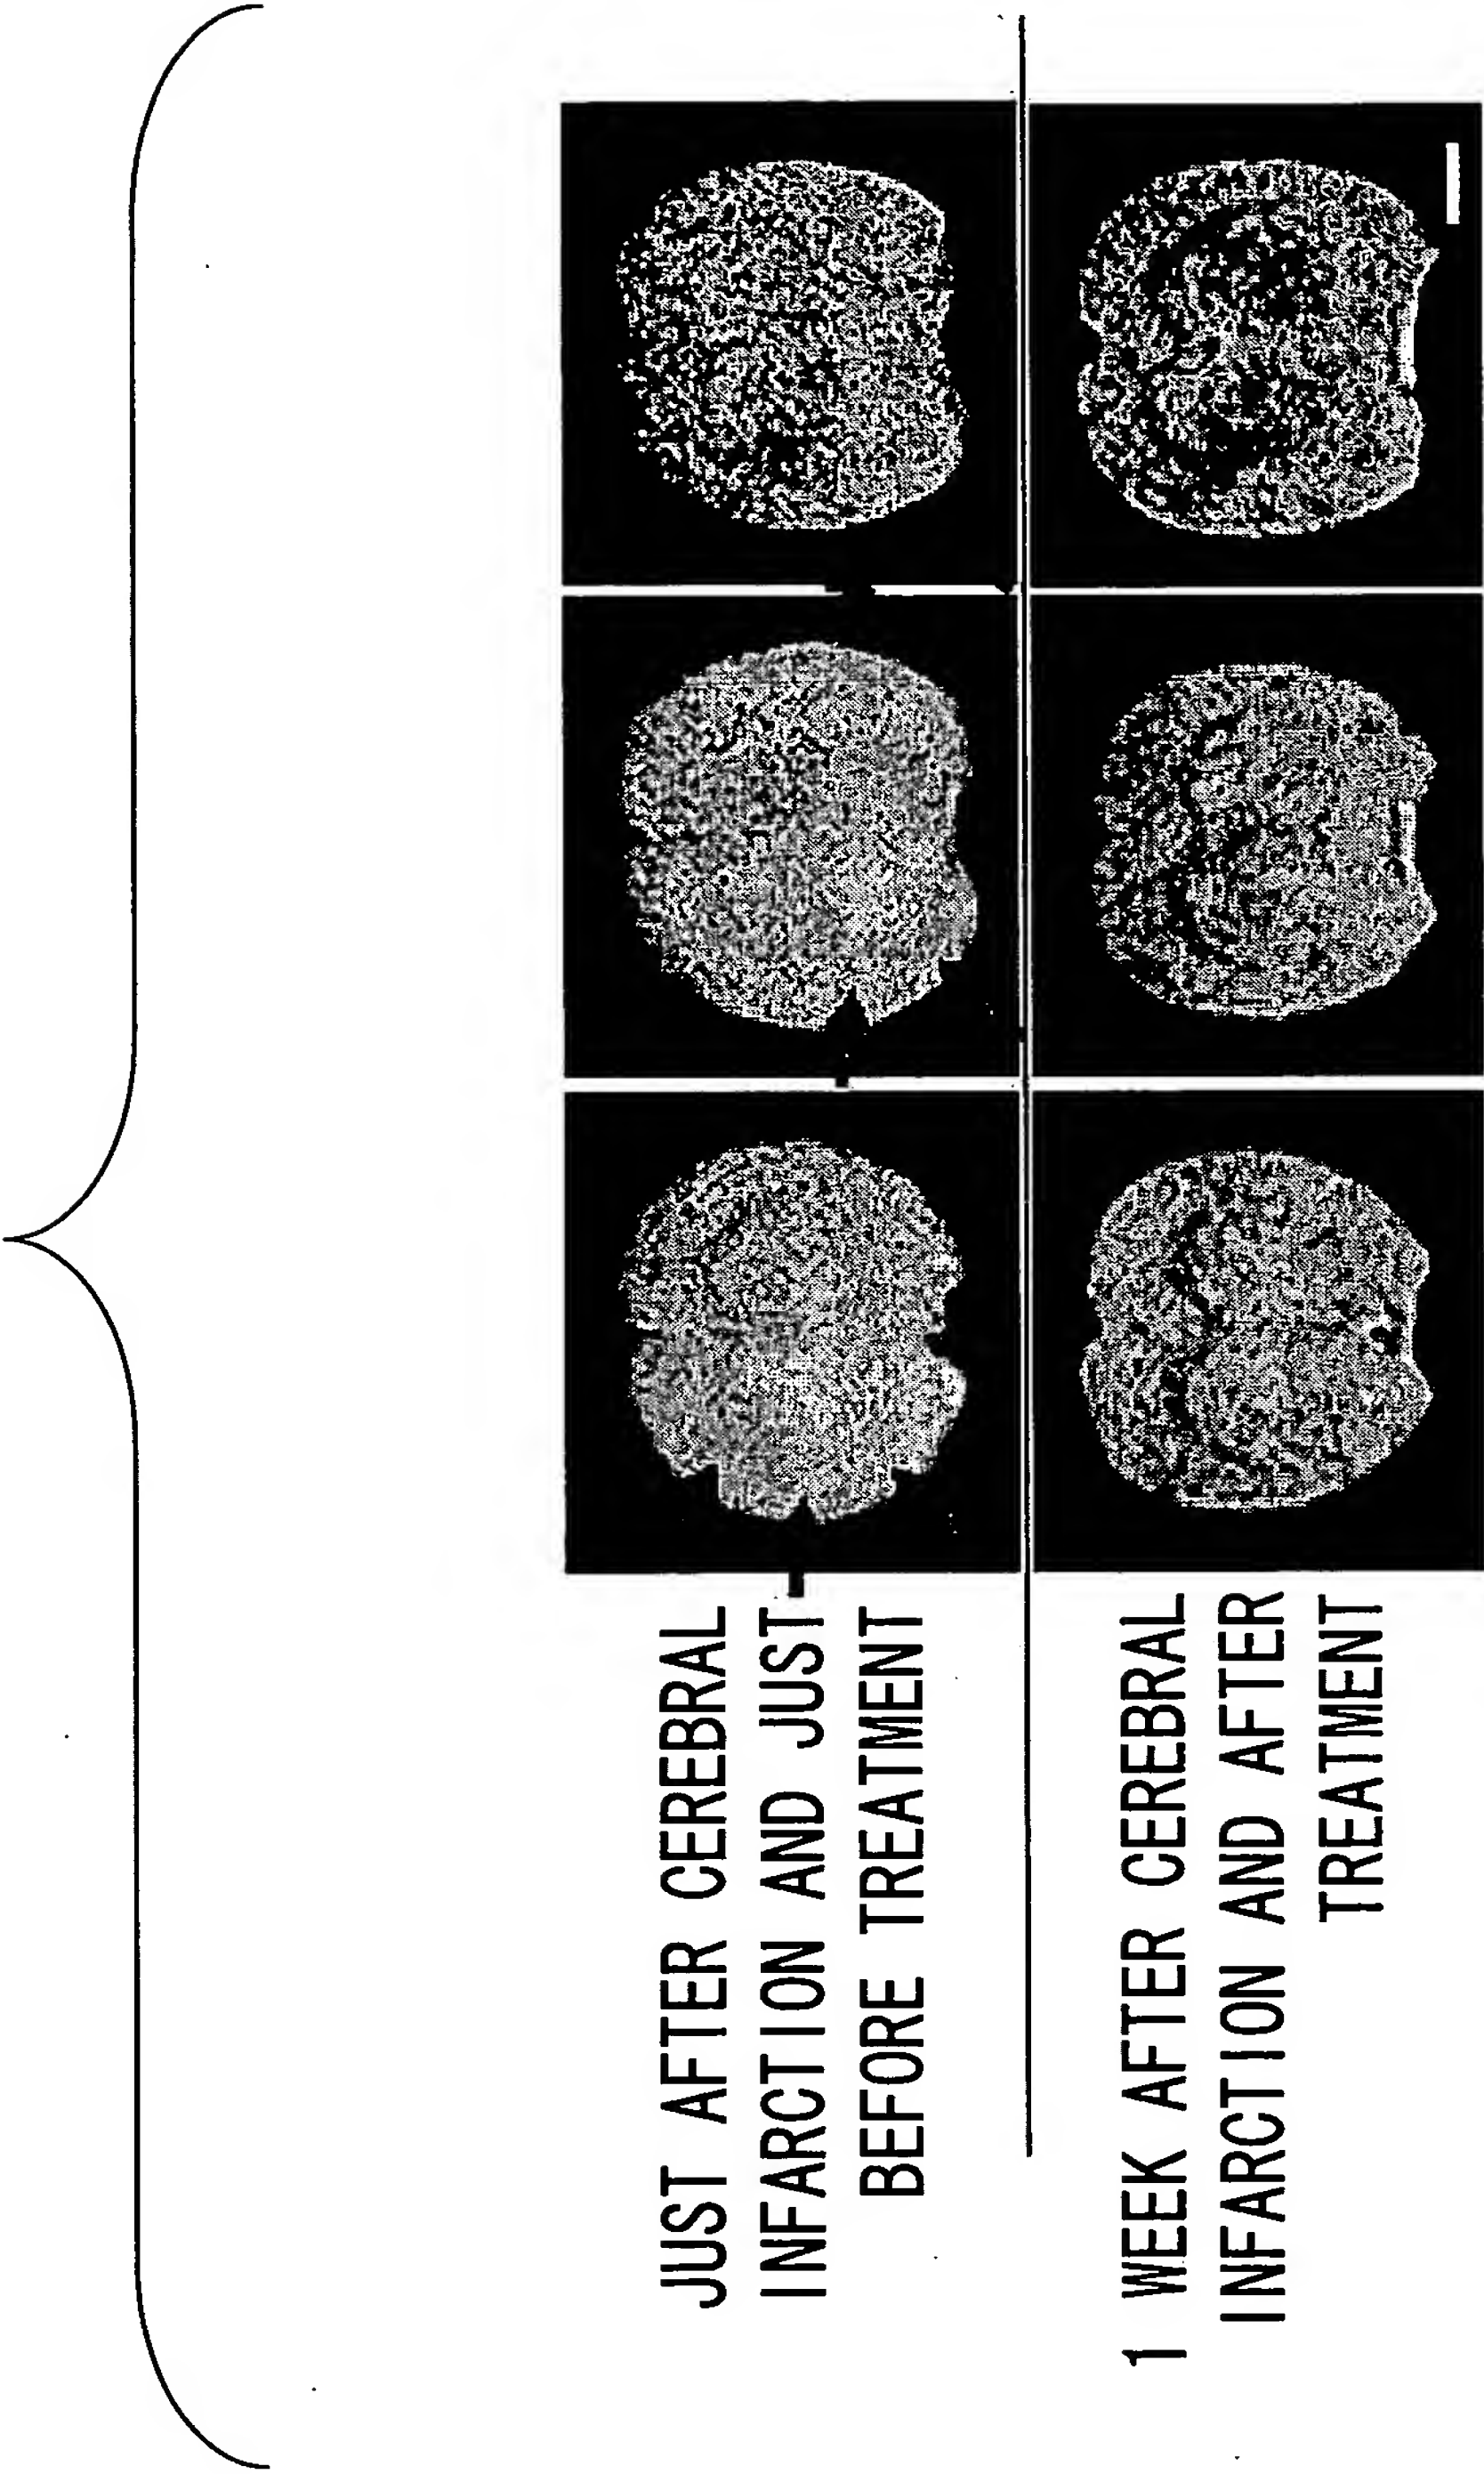 JUST AFTER CEREBRAL
INFARCTION AND JUST
BEFORE TREATMENT
1 WEEK AFTER CEREBRAL
INFARCTION AND AFTER
TREATMENT